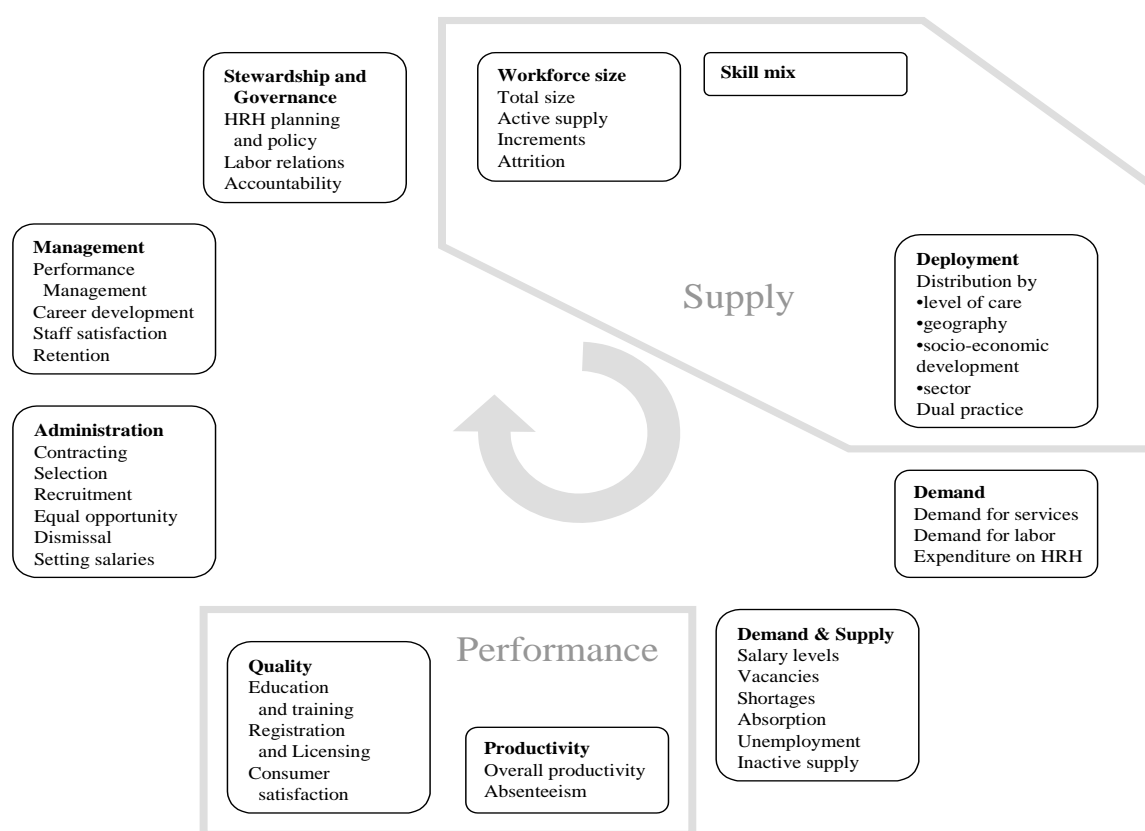 Stewardship and
Governance
HRH planning
and policy
Labor relations
Accountability
Workforce size
Total size
Active supply
Increments
Attrition
Skill mix
Management
Performance
Management
Career development
Staff satisfaction
Retention
Supply
Deployment
Distribution by
•level of care
•geography
•socio-economic
development
•sector
Dual practice
Administration
Contracting
Selection
Recruitment
Equal opportunity
Dismissal
Setting salaries
Demand
Demand for services
Demand for labor
Expenditure on HRH
Performance
Quality
Education
and training
Registration
and Licensing
Consumer
satisfaction
Productivity
Overall productivity
Absenteeism
Demand & Supply
Salary levels
Vacancies
Shortages
Absorption
Unemployment
Inactive supply